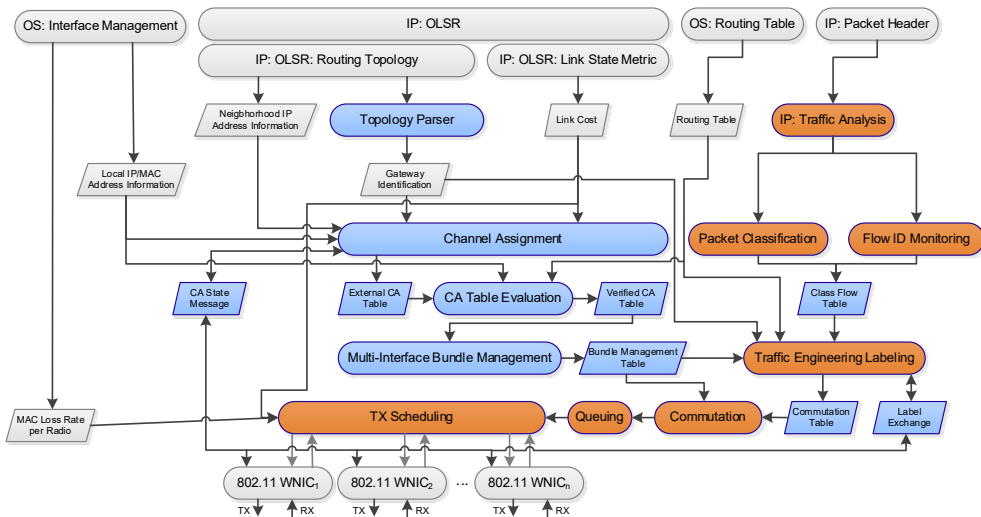 IP: OLSR
OS: Interface Management
OS: Routing Table
IP: Packet Header
IP: OLSR: Routing Topology
IP: OLSR: Link State Metric
Neigbhorhood IP
Address Information
Topology Parser
Link Cost
Routing Table
IP: Traffic Analysis
Local IP/MAC
Address Information
Gateway
Identification
Channel Assignment
Packet Classification
Flow ID Monitoring
CA State
Message
External CA
Table
CA Table Evaluation
Verified CA
Table
Class Flow
Table
Multi-Interface Bundle Management
Bundle Management
Table
Traffic Engineering Labeling
MAC Loss Rate
per Radio
TX Scheduling
Queuing
Commutation
Commutation
Table
Label
Exchange
802.11 WNIC1
802.11 WNIC2
...
802.11 WNICn
TX
RX
TX
RX
TX
RX